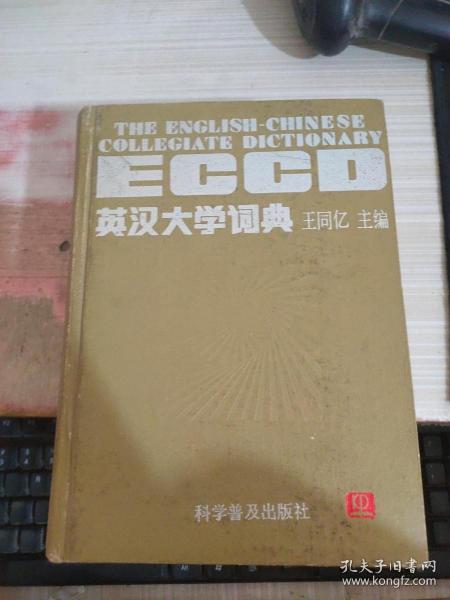 THE ENGLISH-CHINESE
COLLEGIATE DICTIONARY
ECCD
英汉大学词典 王同亿 主编
科学普及出版社
孔夫子旧书网
www.kongfz.com